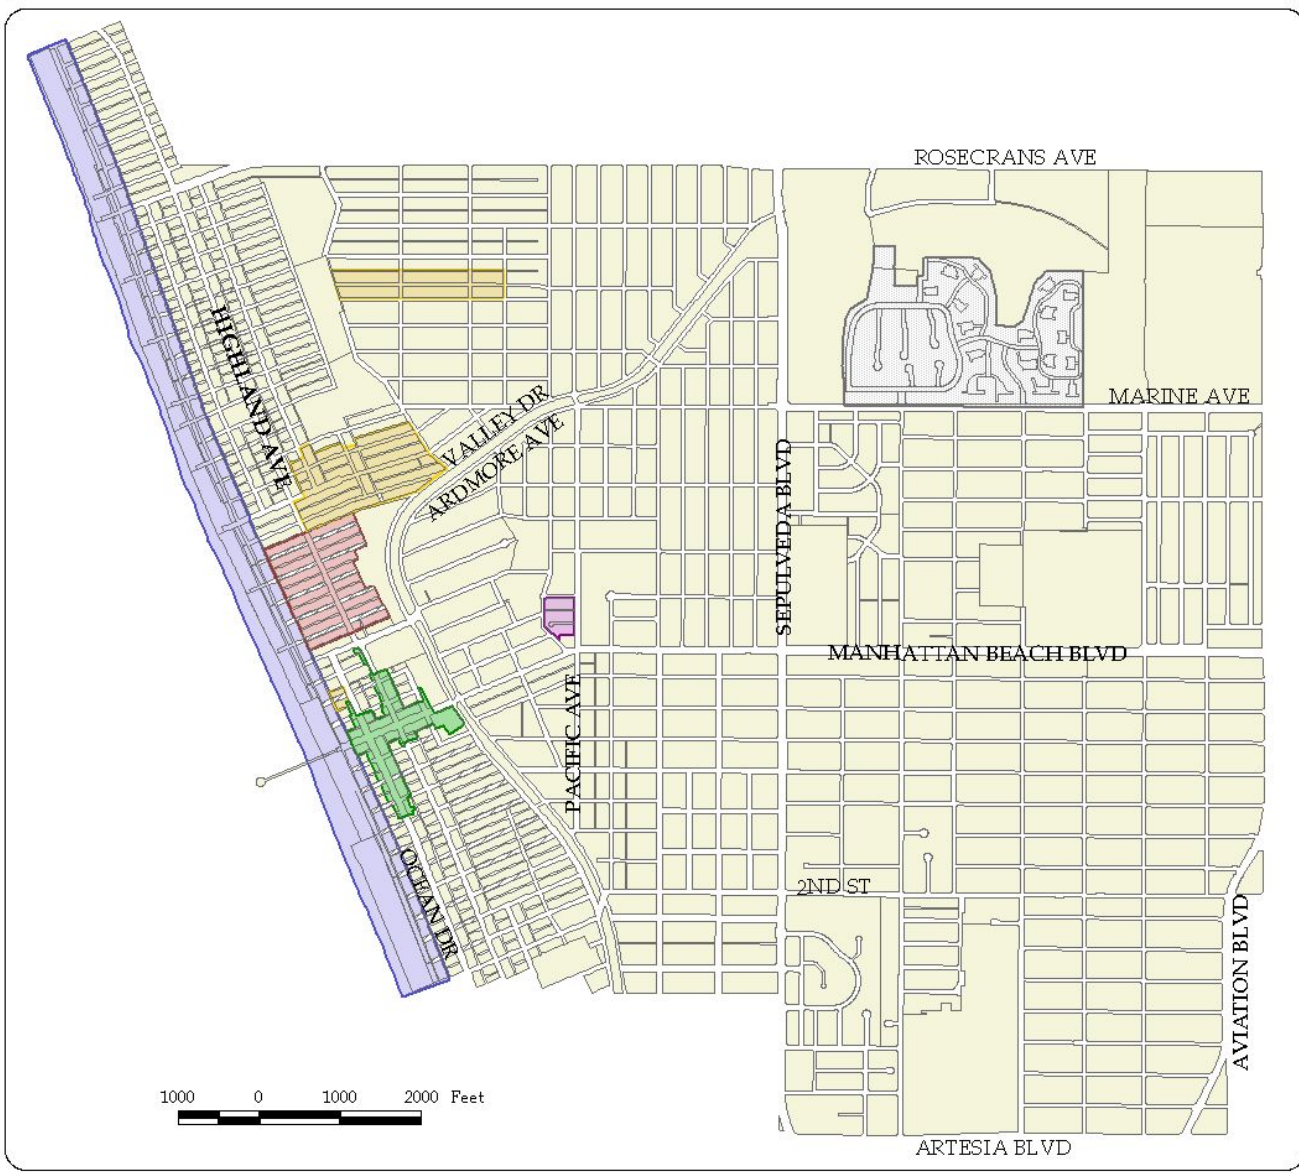 ROSECRANS AVE
HIGHLAND AVE
MARINE AVE
VALLEY DR
ARDMORE AVE
SEPULVEDA BLVD
MANHATTAN BEACH BLVD
PACIFIC AVE
OCEAN DR
2ND ST
AVIATION BLVD
1000 0 1000 2000 Feet
ARTESIA BLVD